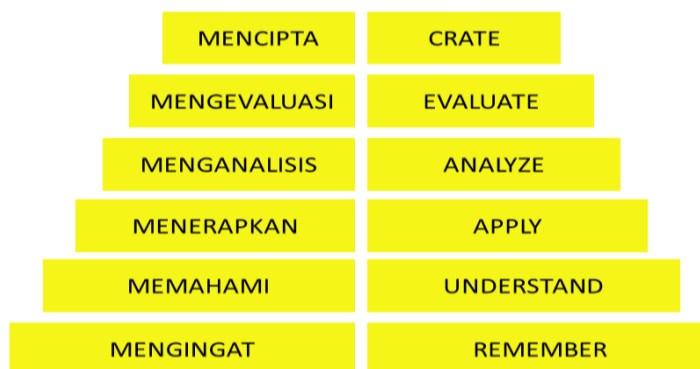 MENCIPTA CRATE
MENGEVALUASI EVALUATE
MENGANALISIS ANALYZE
MENERAPKAN APPLY
MEMAHAMI UNDERSTAND
MENGINGAT REMEMBER